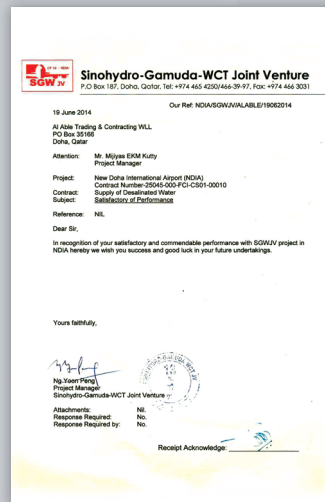 CP 18 - NDIA
SGW JV
Sinohydro-Gamuda-WCT Joint Venture
P.O Box 187, Doha, Qatar, Tel: +974 465 4250/466-39-97, Fax: +974 466 3031
Our Ref: NDIA/SGWJV/ALABLE/19062014
19 June 2014
Al Able Trading & Contracting WLL
PO Box 35166
Doha, Qatar
Attention: Mr. Mijiyas EKM Kutty
Project Manager
Project: New Doha International Airport (NDIA)
Contract Number-25045-000-FCI-CS01-00010
Contract: Supply of Desalinated Water
Subject: Satisfactory of Performance
Reference: NIL
Dear Sir,
In recognition of your satisfactory and commendable performance with SGWJV project in
NDIA hereby we wish you success and good luck in your future undertakings.
Yours faithfully,
Ng Yoen Peng
Project Manager
Sinohydro-Gamuda-WCT Joint Venture
Attachments: Nil.
Response Required: No.
Response Required by: No.
Receipt Acknowledge: